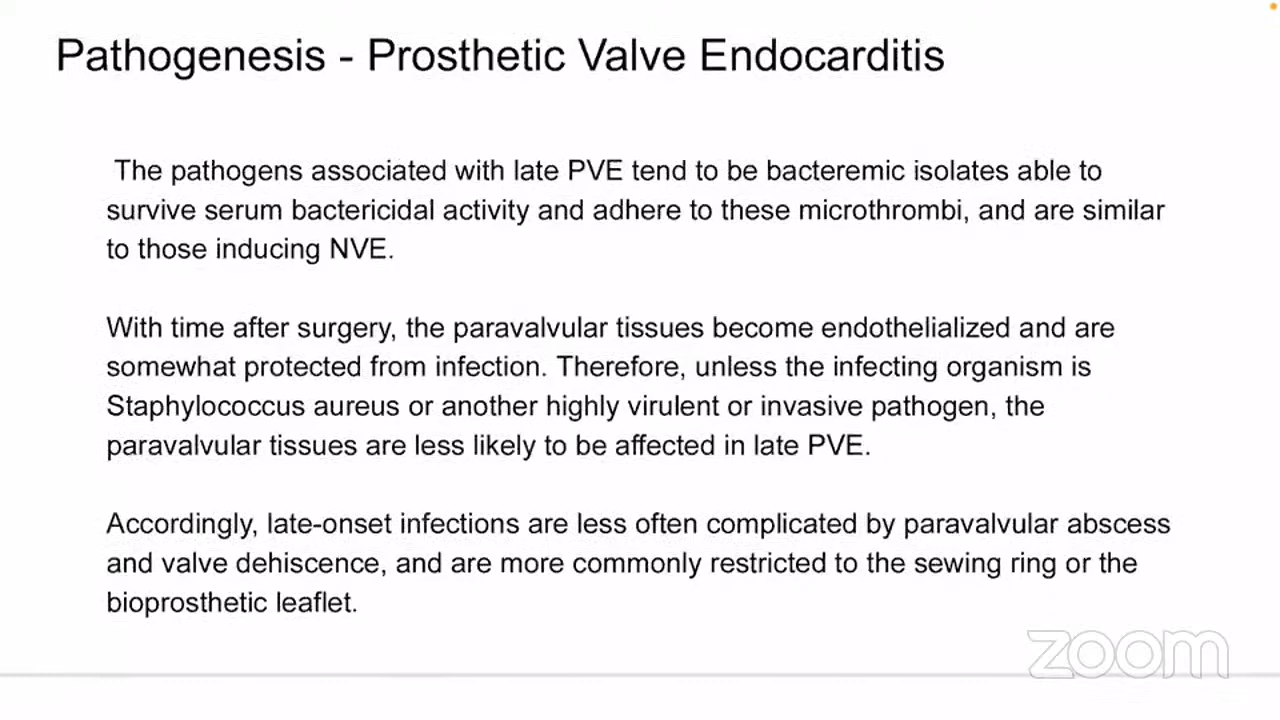 Pathogenesis - Prosthetic Valve Endocarditis
The pathogens associated with late PVE tend to be bacteremic isolates able to
survive serum bactericidal activity and adhere to these microthrombi, and are similar
to those inducing NVE.
With time after surgery, the paravalvular tissues become endothelialized and are
somewhat protected from infection. Therefore, unless the infecting organism is
Staphylococcus aureus or another highly virulent or invasive pathogen, the
paravalvular tissues are less likely to be affected in late PVE.
Accordingly, late-onset infections are less often complicated by paravalvular abscess
and valve dehiscence, and are more commonly restricted to the sewing ring or the
bioprosthetic leaflet.
zoom